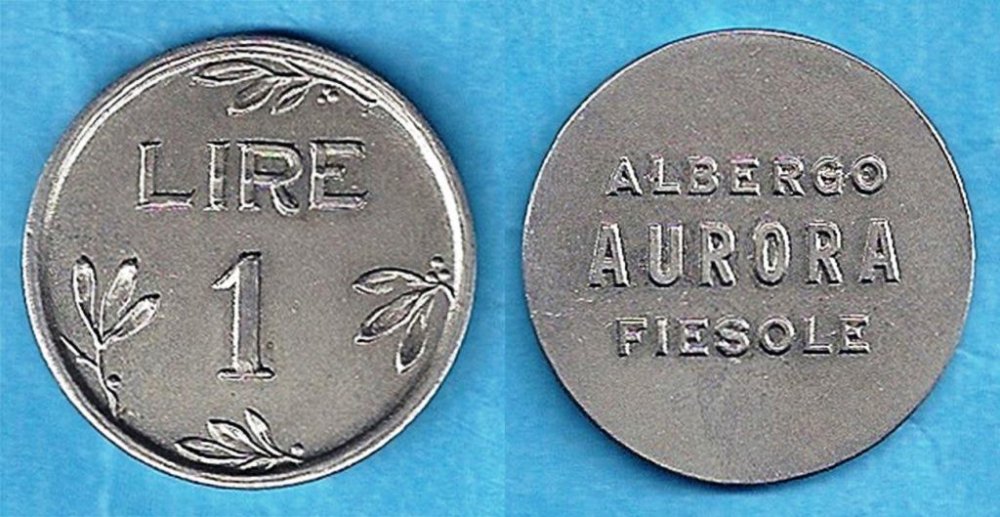 LIRE
1
ALBERGO
AURORA
FIESOLE